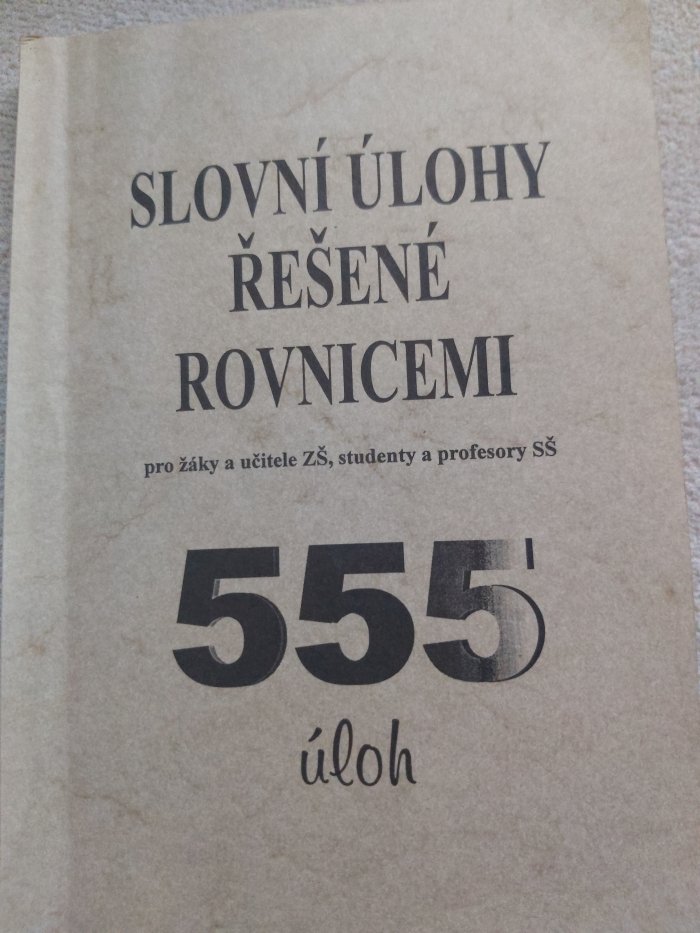 SLOVNÍ ÚLOHY
ŘEŠENÉ
ROVNICEMI
pro žáky a učitele ZŠ, studenty a profesory SŠ
555
úloh